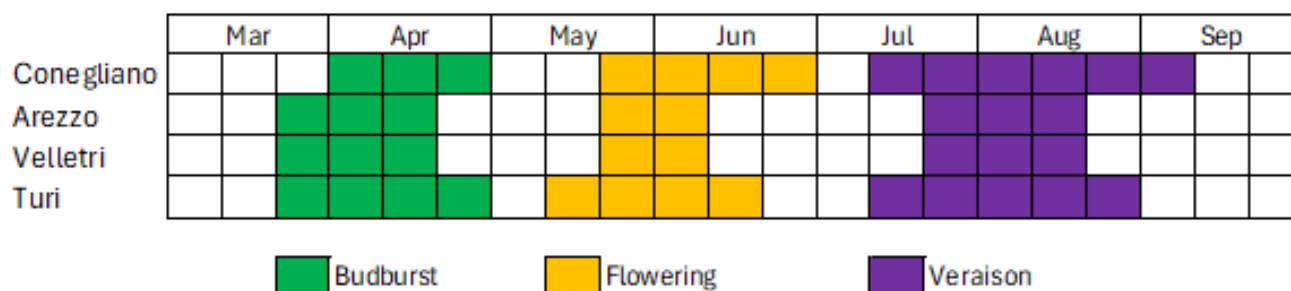 Mar Apr May Jun Jul Aug Sep
Conegliano
Arezzo
Velletri
Turi
Budburst Flowering Veraison